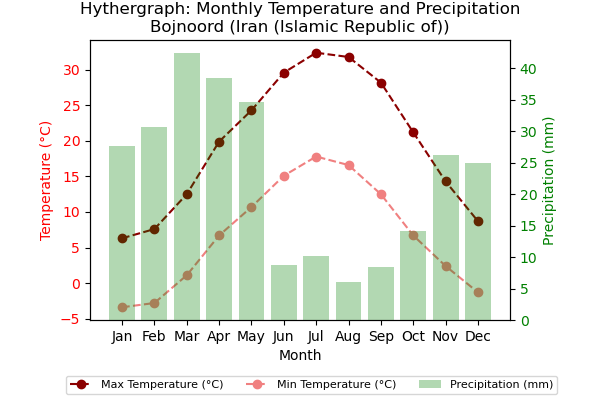 Hythergraph: Monthly Temperature and Precipitation
Bojnoord (Iran (Islamic Republic of))
Temperature (°C)
30
25
20
15
10
5
0
−5
40
35
30
25
20
15
10
5
0
Precipitation (mm)
Jan Feb Mar Apr May Jun Jul Aug Sep Oct Nov Dec
Month
Max Temperature (°C) Min Temperature (°C) Precipitation (mm)